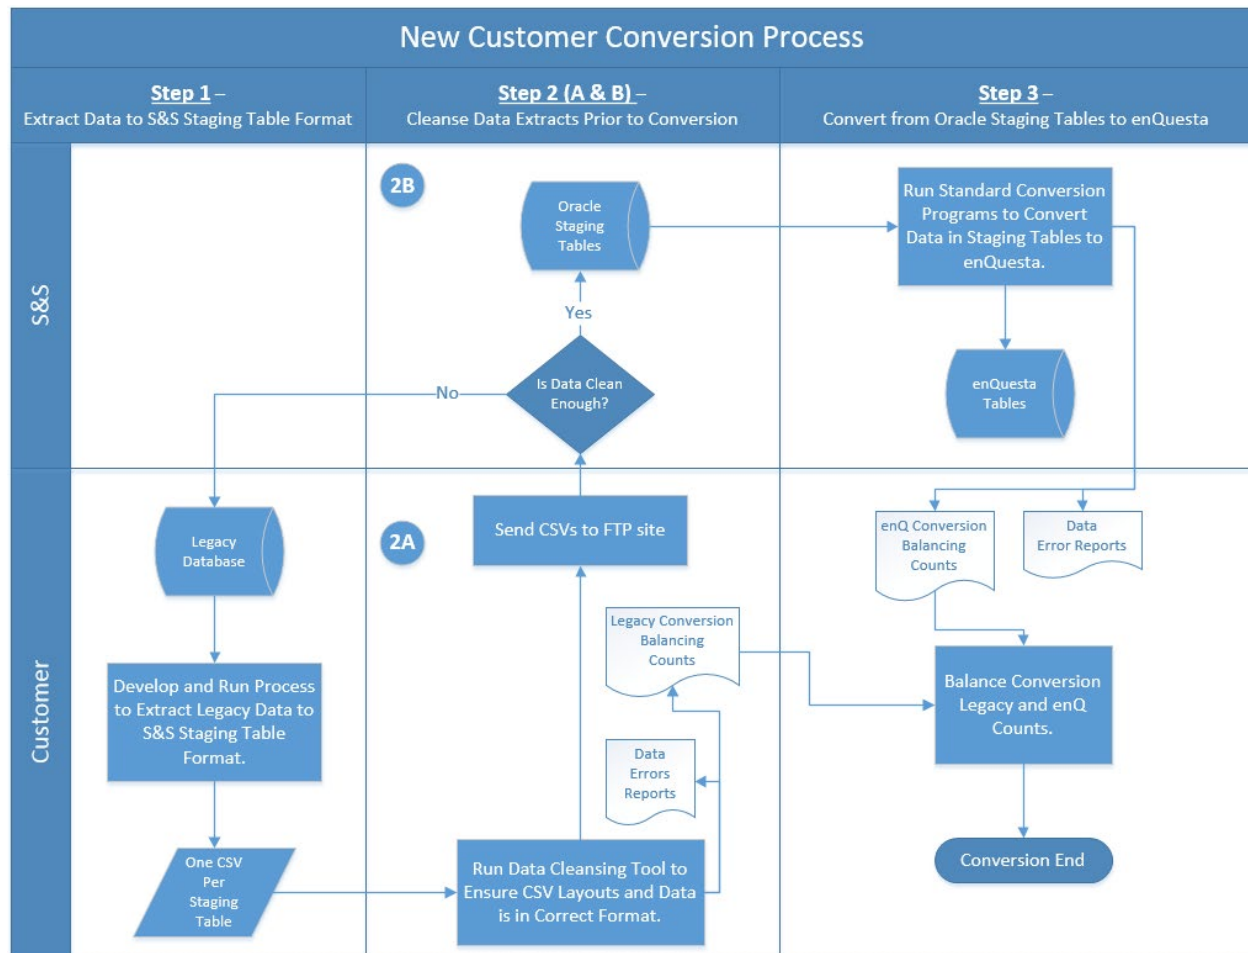 New Customer Conversion Process
Step 1 –
Extract Data to S&S Staging Table Format
Step 2 (A & B) –
Cleanse Data Extracts Prior to Conversion
Step 3 –
Convert from Oracle Staging Tables to enQuesta
S&S
2B
Oracle
Staging
Tables
Run Standard Conversion
Programs to Convert
Data in Staging Tables to
enQuesta.
Yes
No
Is Data Clean
Enough?
enQuesta
Tables
Customer
Legacy
Database
2A
Send CSVs to FTP site
enQ Conversion
Balancing
Counts
Data
Error Reports
Develop and Run Process
to Extract Legacy Data to
S&S Staging Table
Format.
Legacy Conversion
Balancing
Counts
Balance Conversion
Legacy and enQ
Counts.
Data
Errors
Reports
One CSV
Per
Staging
Table
Run Data Cleansing Tool to
Ensure CSV Layouts and Data
is in Correct Format.
Conversion End